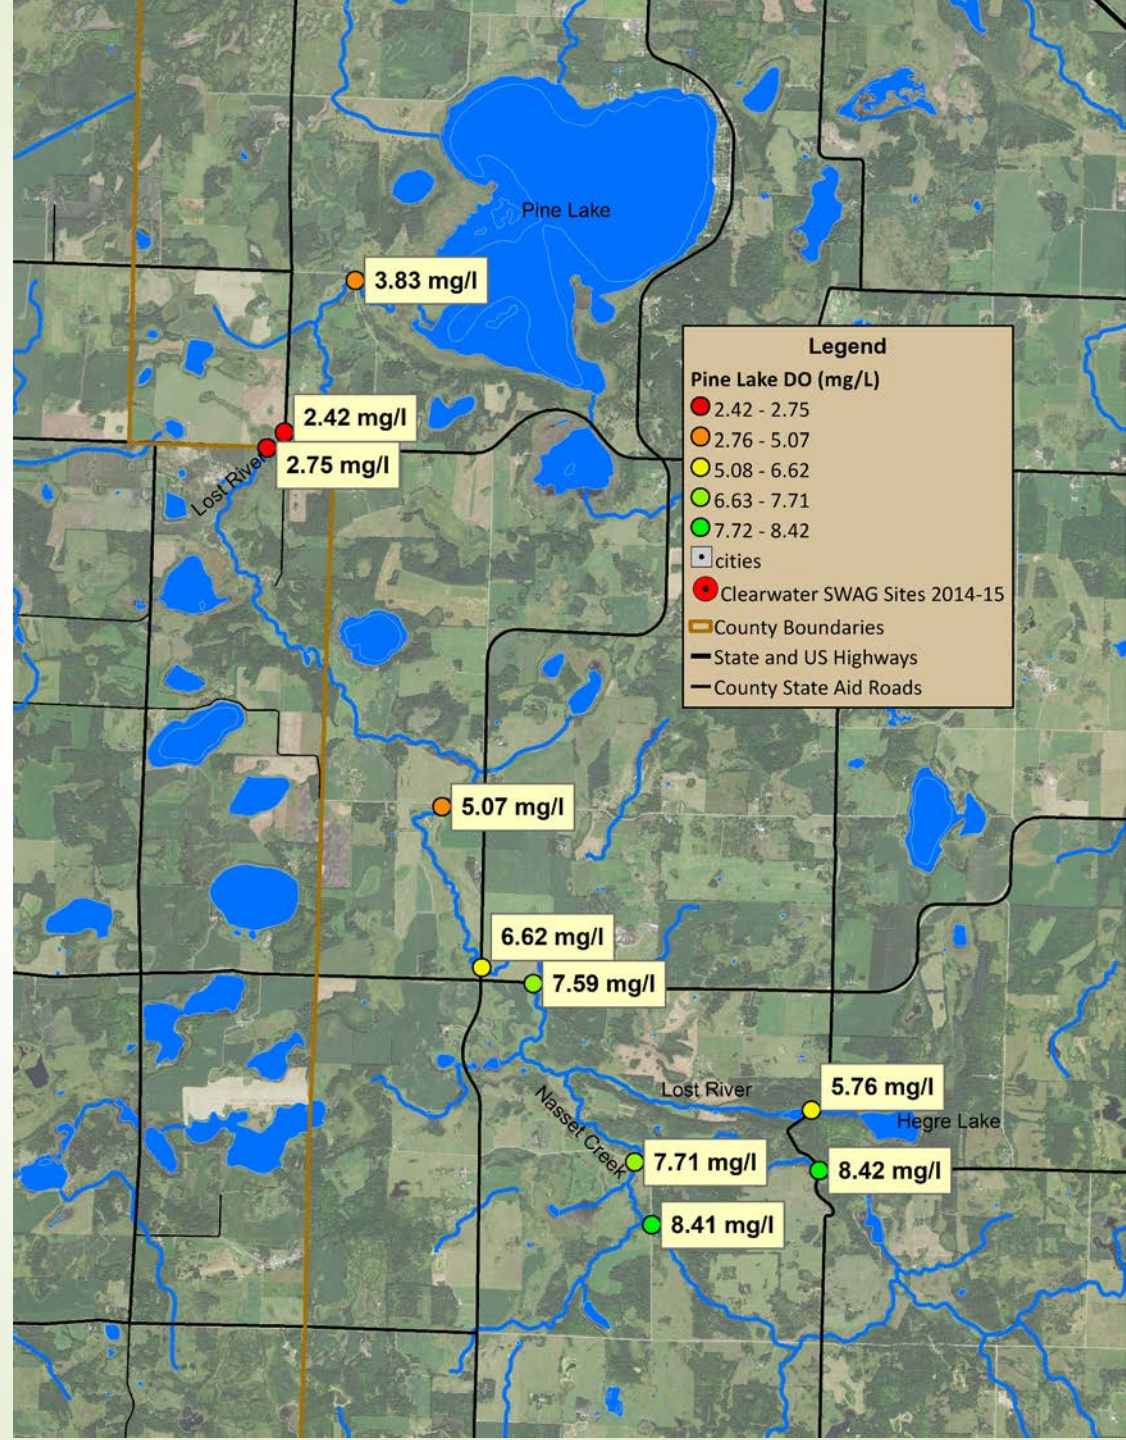 Pine Lake
3.83 mg/l
Legend
Pine Lake DO (mg/L)
2.42 - 2.75
2.76 - 5.07
5.08 - 6.62
6.63 - 7.71
7.72 - 8.42
cities
Clearwater SWAG Sites 2014-15
County Boundaries
State and US Highways
County State Aid Roads
2.42 mg/l
2.75 mg/l
Lost River
5.07 mg/l
6.62 mg/l
7.59 mg/l
5.76 mg/l
Lost River
Hegre Lake
Nasset Creek
7.71 mg/l
8.42 mg/l
8.41 mg/l